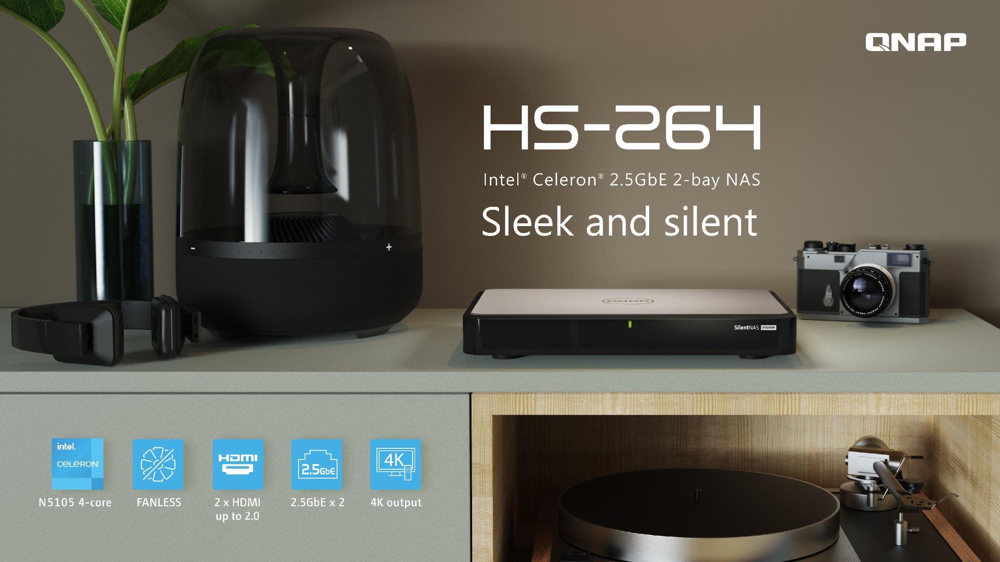 QNAP
HS-264
Intel® Celeron® 2.5GbE 2-bay NAS
Sleek and silent
QNAP
SilentNAS QNAP
intel.
CELERON
HDMI
2.5GbE
4K
N5105 4-core
FANLESS
2 x HDMI
up to 2.0
2.5GbE x 2
4K output